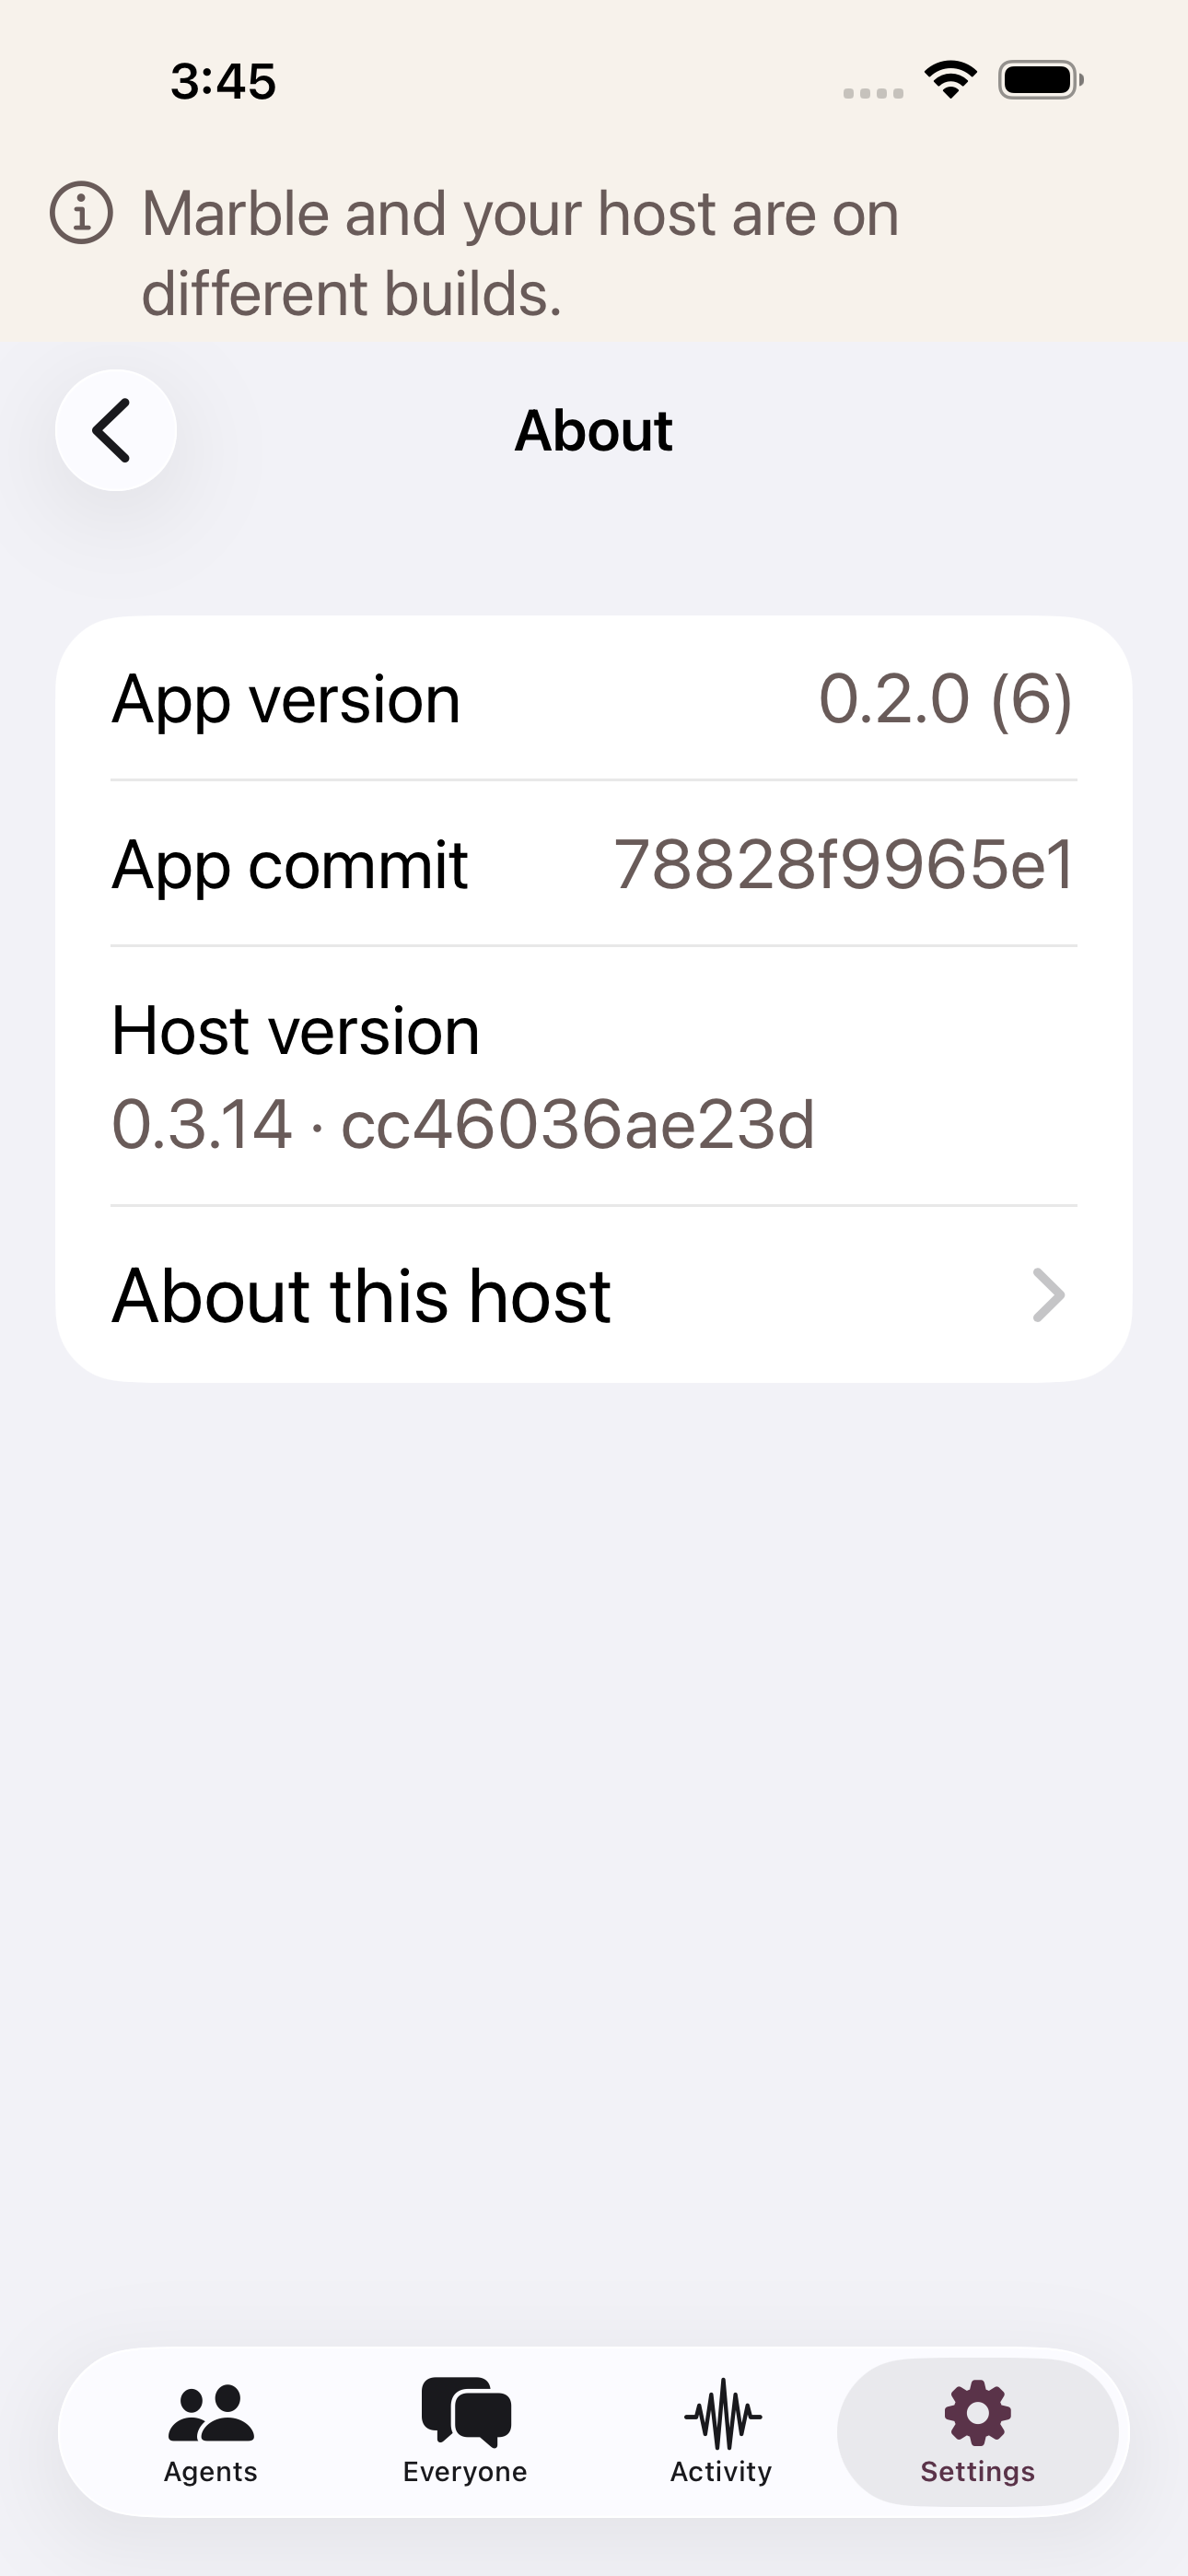 3:45
Marble and your host are on
different builds.
About
App version 0.2.0 (6)
App commit 78828f9965e1
Host version
0.3.14 · cc46036ae23d
About this host
Agents Everyone Activity Settings